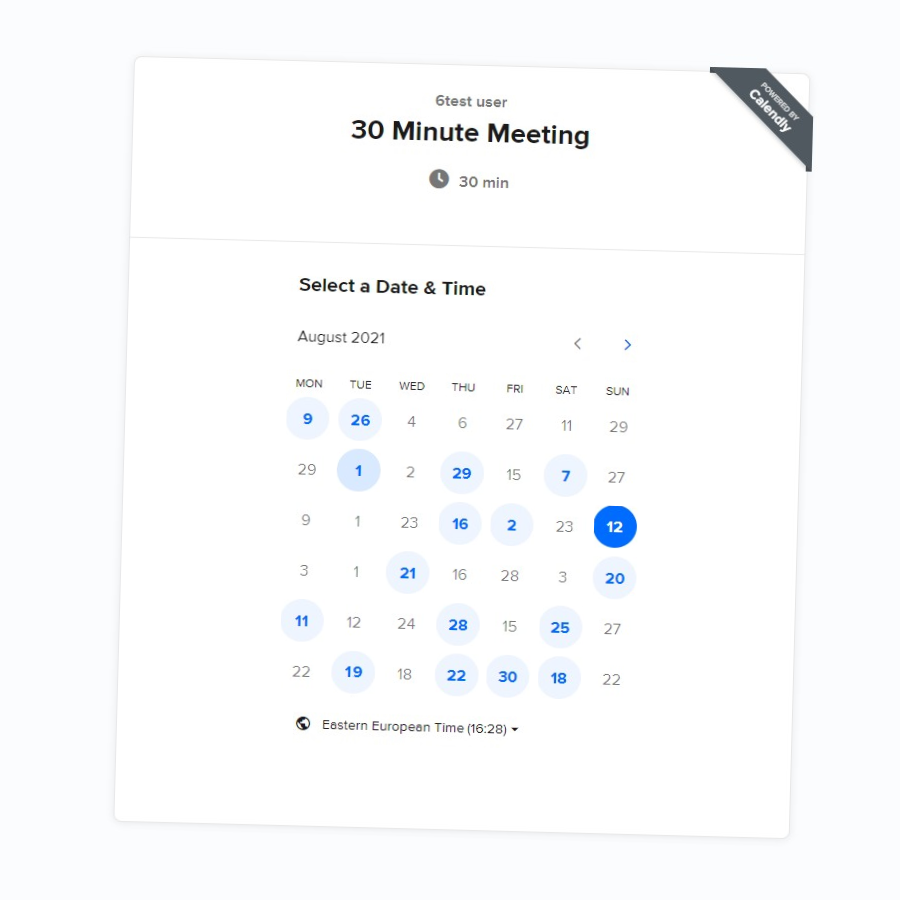 POWERED BY
Calendly
6test user
30 Minute Meeting
30 min
Select a Date & Time
August 2021
MON TUE WED THU FRI SAT SUN
9 26 4 6 27 11 29
29 1 2 29 15 7 27
9 1 23 16 2 23 12
3 1 21 16 28 3 20
11 12 24 28 15 25 27
22 19 18 22 30 18 22
Eastern European Time (16:28)